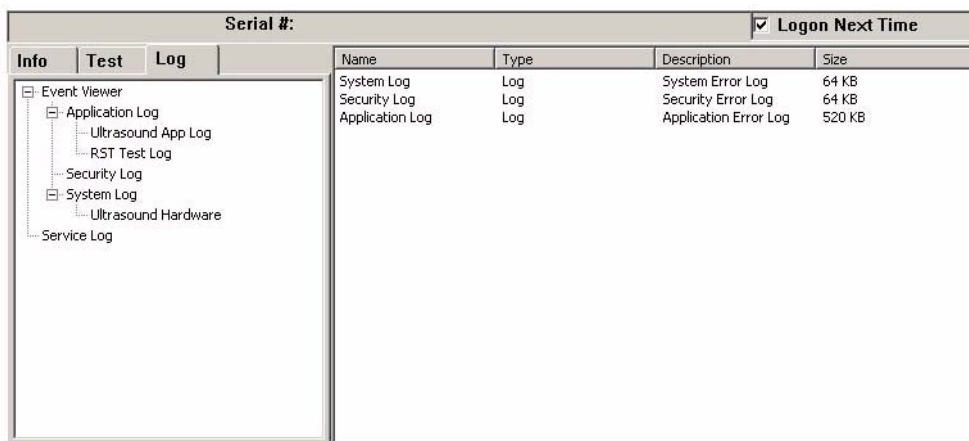 Serial #:
Logon Next Time
Info Test Log
Event Viewer
Application Log
Ultrasound App Log
RST Test Log
Security Log
System Log
Ultrasound Hardware
Service Log
Name Type Description Size
System Log Log System Error Log 64 KB
Security Log Log Security Error Log 64 KB
Application Log Log Application Error Log 520 KB